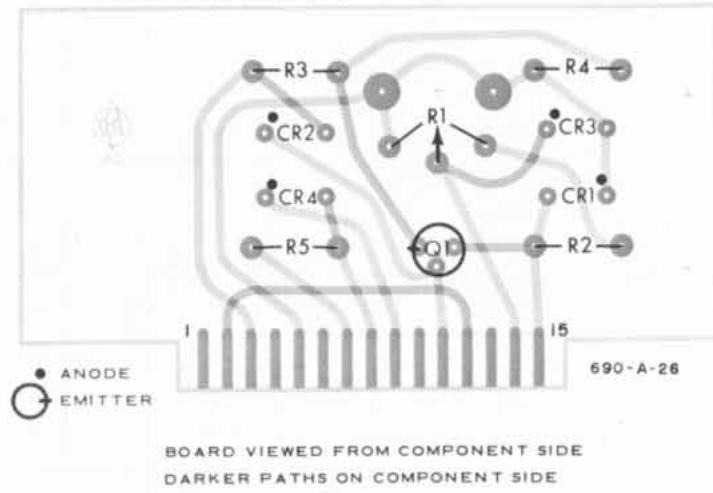 R3 R4
R1
CR2 CR3
CR4 CR1
R5 Q1 R2
1 15
690-A-26
ANODE
EMITTER
BOARD VIEWED FROM COMPONENT SIDE
DARKER PATHS ON COMPONENT SIDE